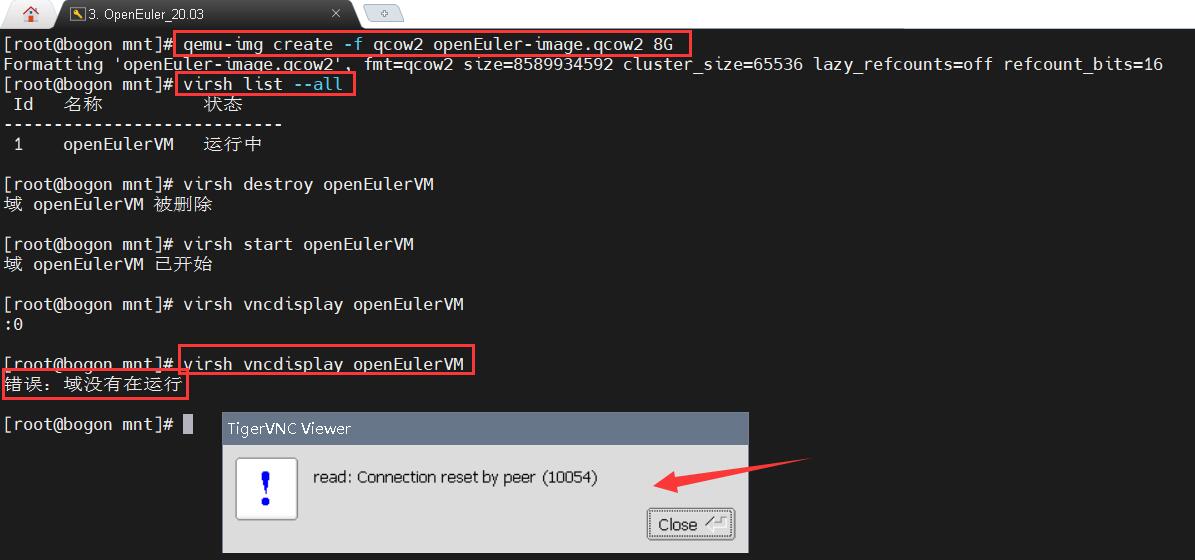 3. OpenEuler_20.03
[root@bogon mnt]# qemu-img create -f qcow2 openEuler-image.qcow2 8G
Formatting 'openEuler-image.qcow2', fmt=qcow2 size=8589934592 cluster_size=65536 lazy_refcounts=off refcount_bits=16
[root@bogon mnt]# virsh list --all
Id 名称 状态
----------------------------
1 openEulerVM 运行中
[root@bogon mnt]# virsh destroy openEulerVM
域 openEulerVM 被删除
[root@bogon mnt]# virsh start openEulerVM
域 openEulerVM 已开始
[root@bogon mnt]# virsh vncdisplay openEulerVM
:0
[root@bogon mnt]# virsh vncdisplay openEulerVM
错误：域没有在运行
[root@bogon mnt]#
TigerVNC Viewer
read: Connection reset by peer (10054)
Close